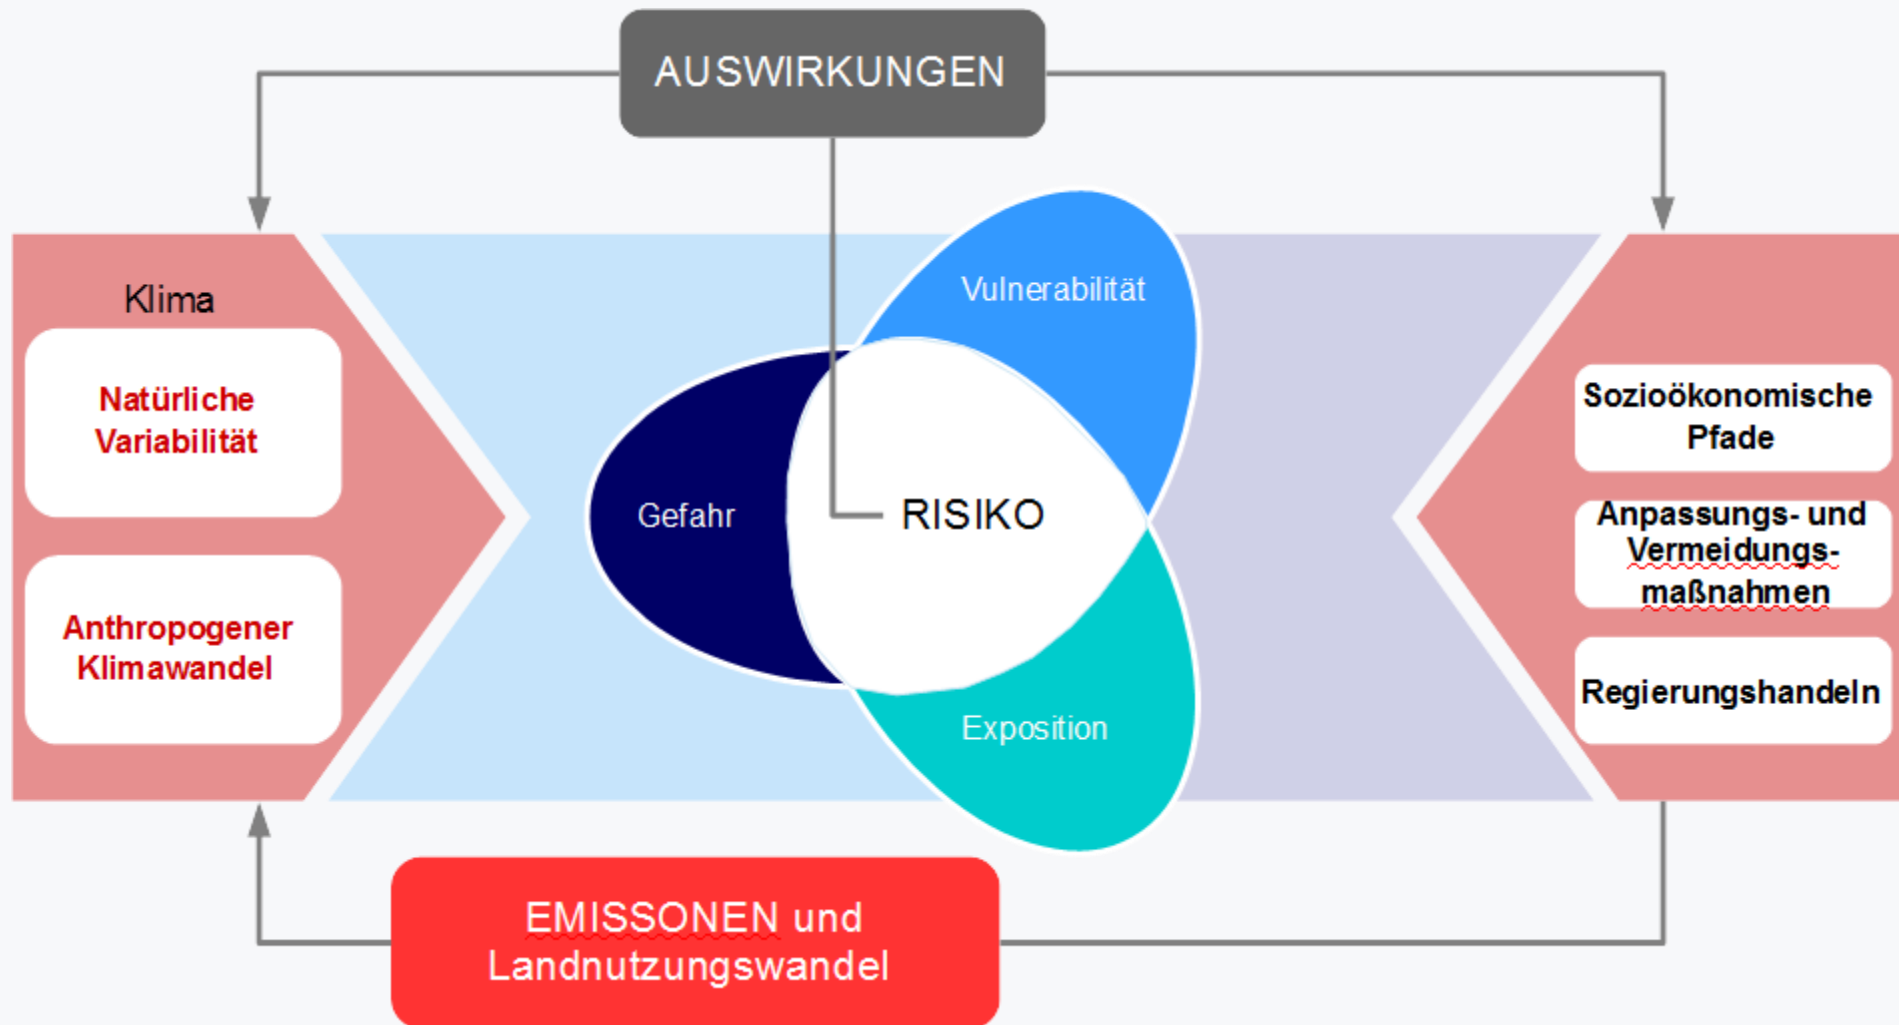 AUSWIRKUNGEN
Klima
Natürliche
Variabilität
Anthropogener
Klimawandel
Vulnerabilität
Gefahr
RISIKO
Exposition
Sozioökonomische
Pfade
Anpassungs- und
Vermeidungs-
maßnahmen
Regierungshandeln
EMISSONEN und
Landnutzungswandel